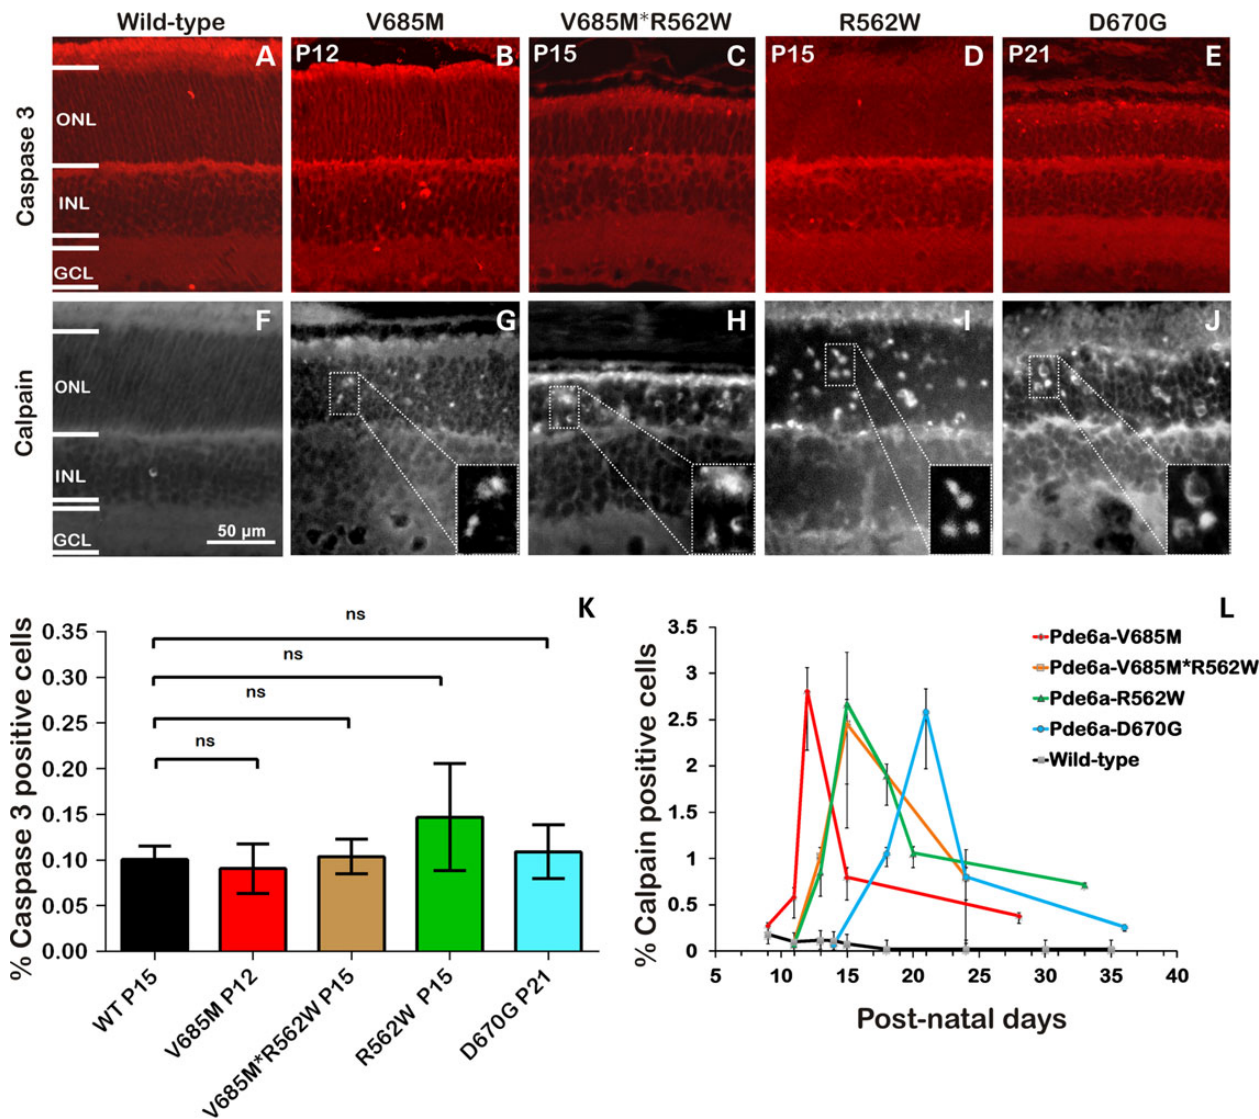 Wild-type V685M V685M*R562W R562W D670G
Caspase 3
A
P12 B
P15 C
P15 D
P21 E
ONL
INL
GCL
Calpain
F G H I J
ONL
INL
GCL
50 µm
K
% Caspase 3 positive cells
0.35
0.30
0.25
0.20
0.15
0.10
0.05
0.00
ns
ns
ns
ns
WT P15
V685M P12
V685M*R562W P15
R562W P15
D670G P21
L
% Calpain positive cells
3.5
3
2.5
2
1.5
1
0.5
0
5 10 15 20 25 30 35 40
Post-natal days
Pde6a-V685M
Pde6a-V685M*R562W
Pde6a-R562W
Pde6a-D670G
Wild-type